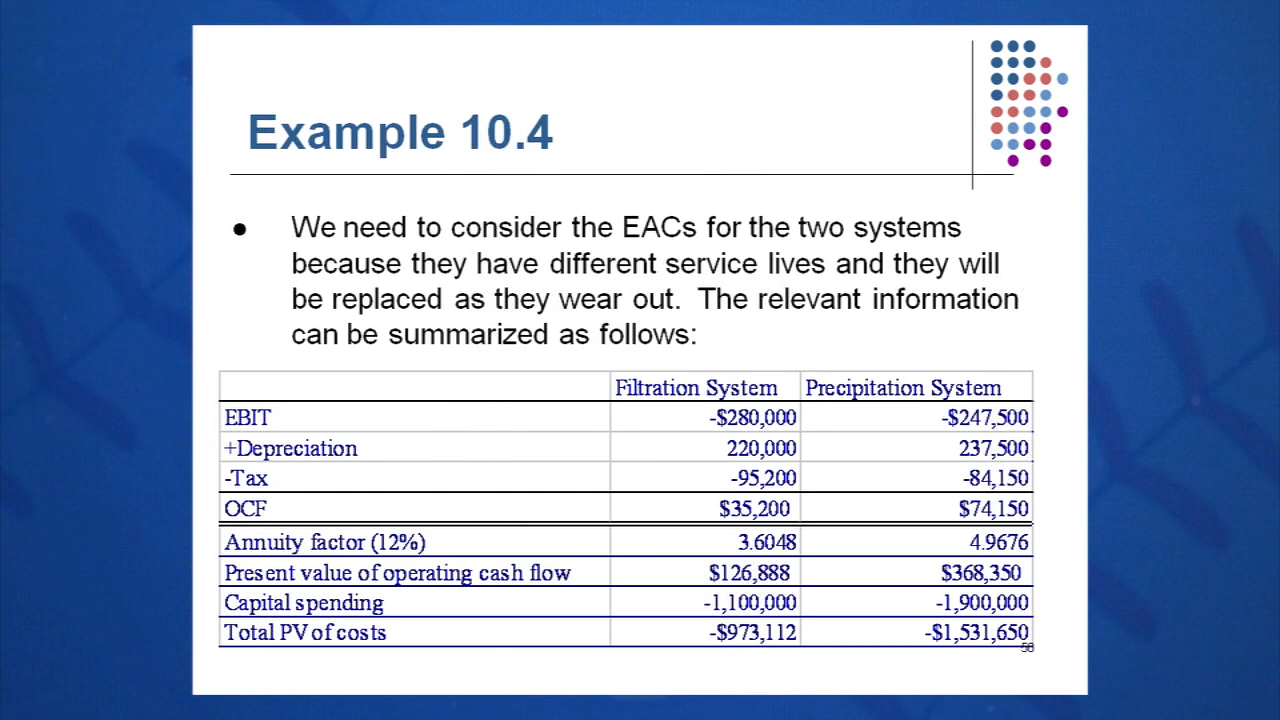 Example 10.4
● We need to consider the EACs for the two systems
because they have different service lives and they will
be replaced as they wear out. The relevant information
can be summarized as follows:
Filtration System Precipitation System
EBIT -$280,000 -$247,500
+Depreciation 220,000 237,500
-Tax -95,200 -84,150
OCF $35,200 $74,150
Annuity factor (12%) 3.6048 4.9676
Present value of operating cash flow $126,888 $368,350
Capital spending -1,100,000 -1,900,000
Total PV of costs -$973,112 -$1,531,650